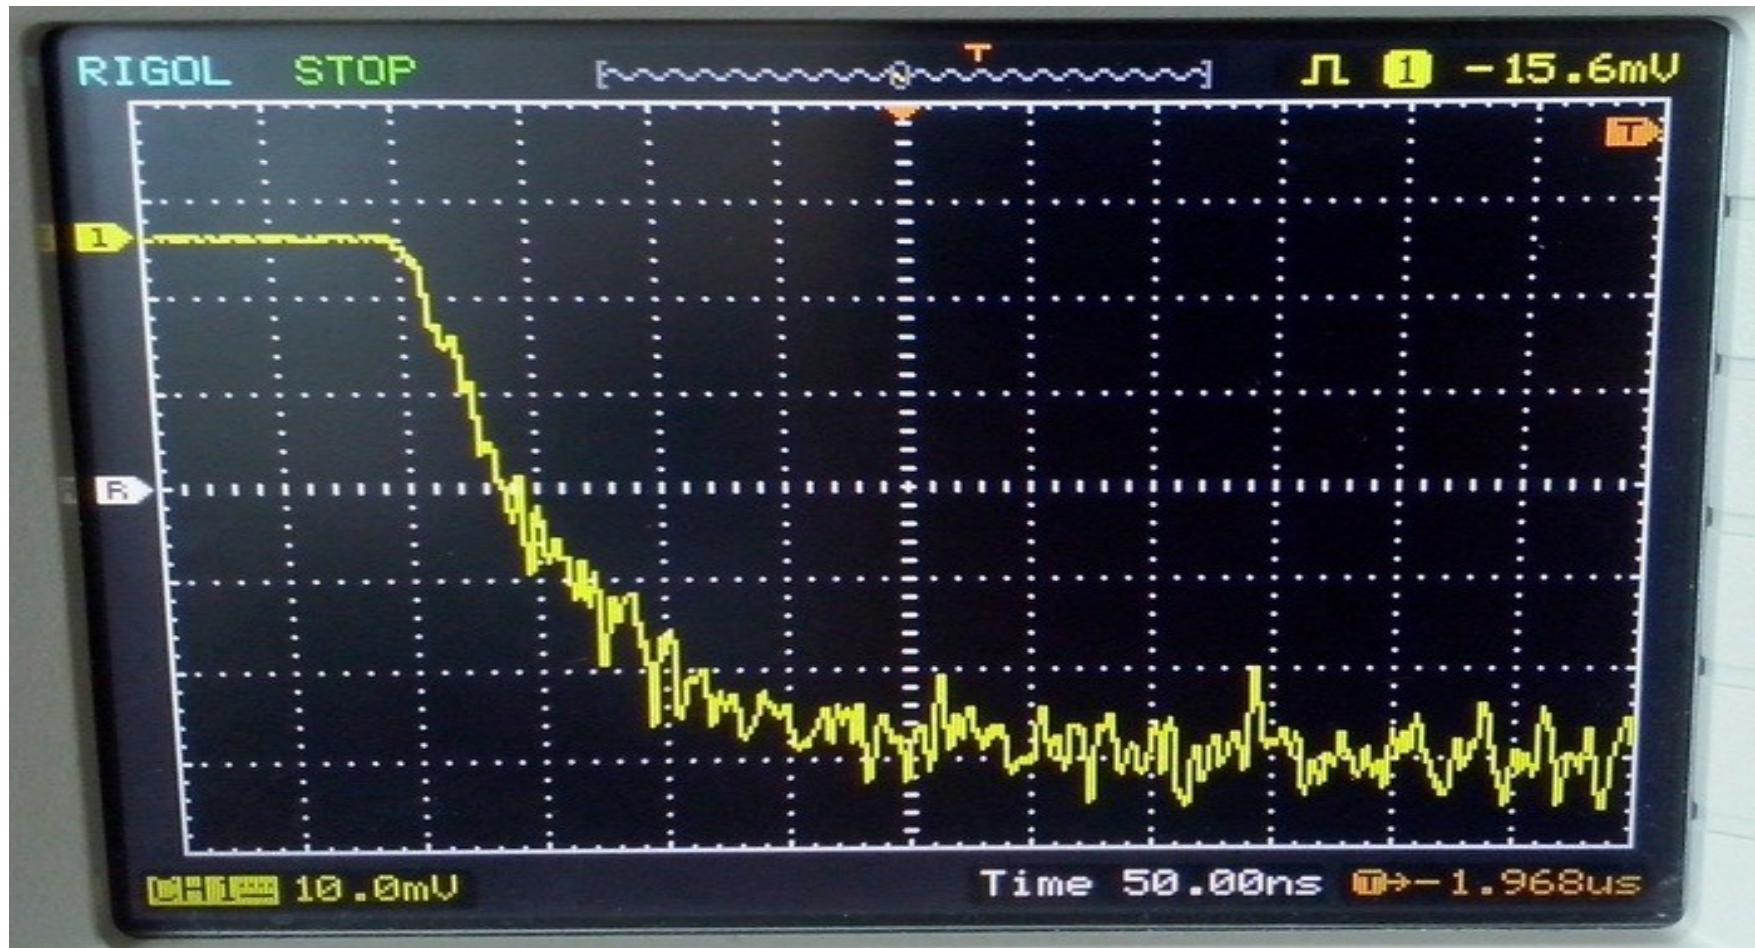 RIGOL STOP T 1 -15.6mV
T
1
R
10.0mV Time 50.00ns T→-1.968us